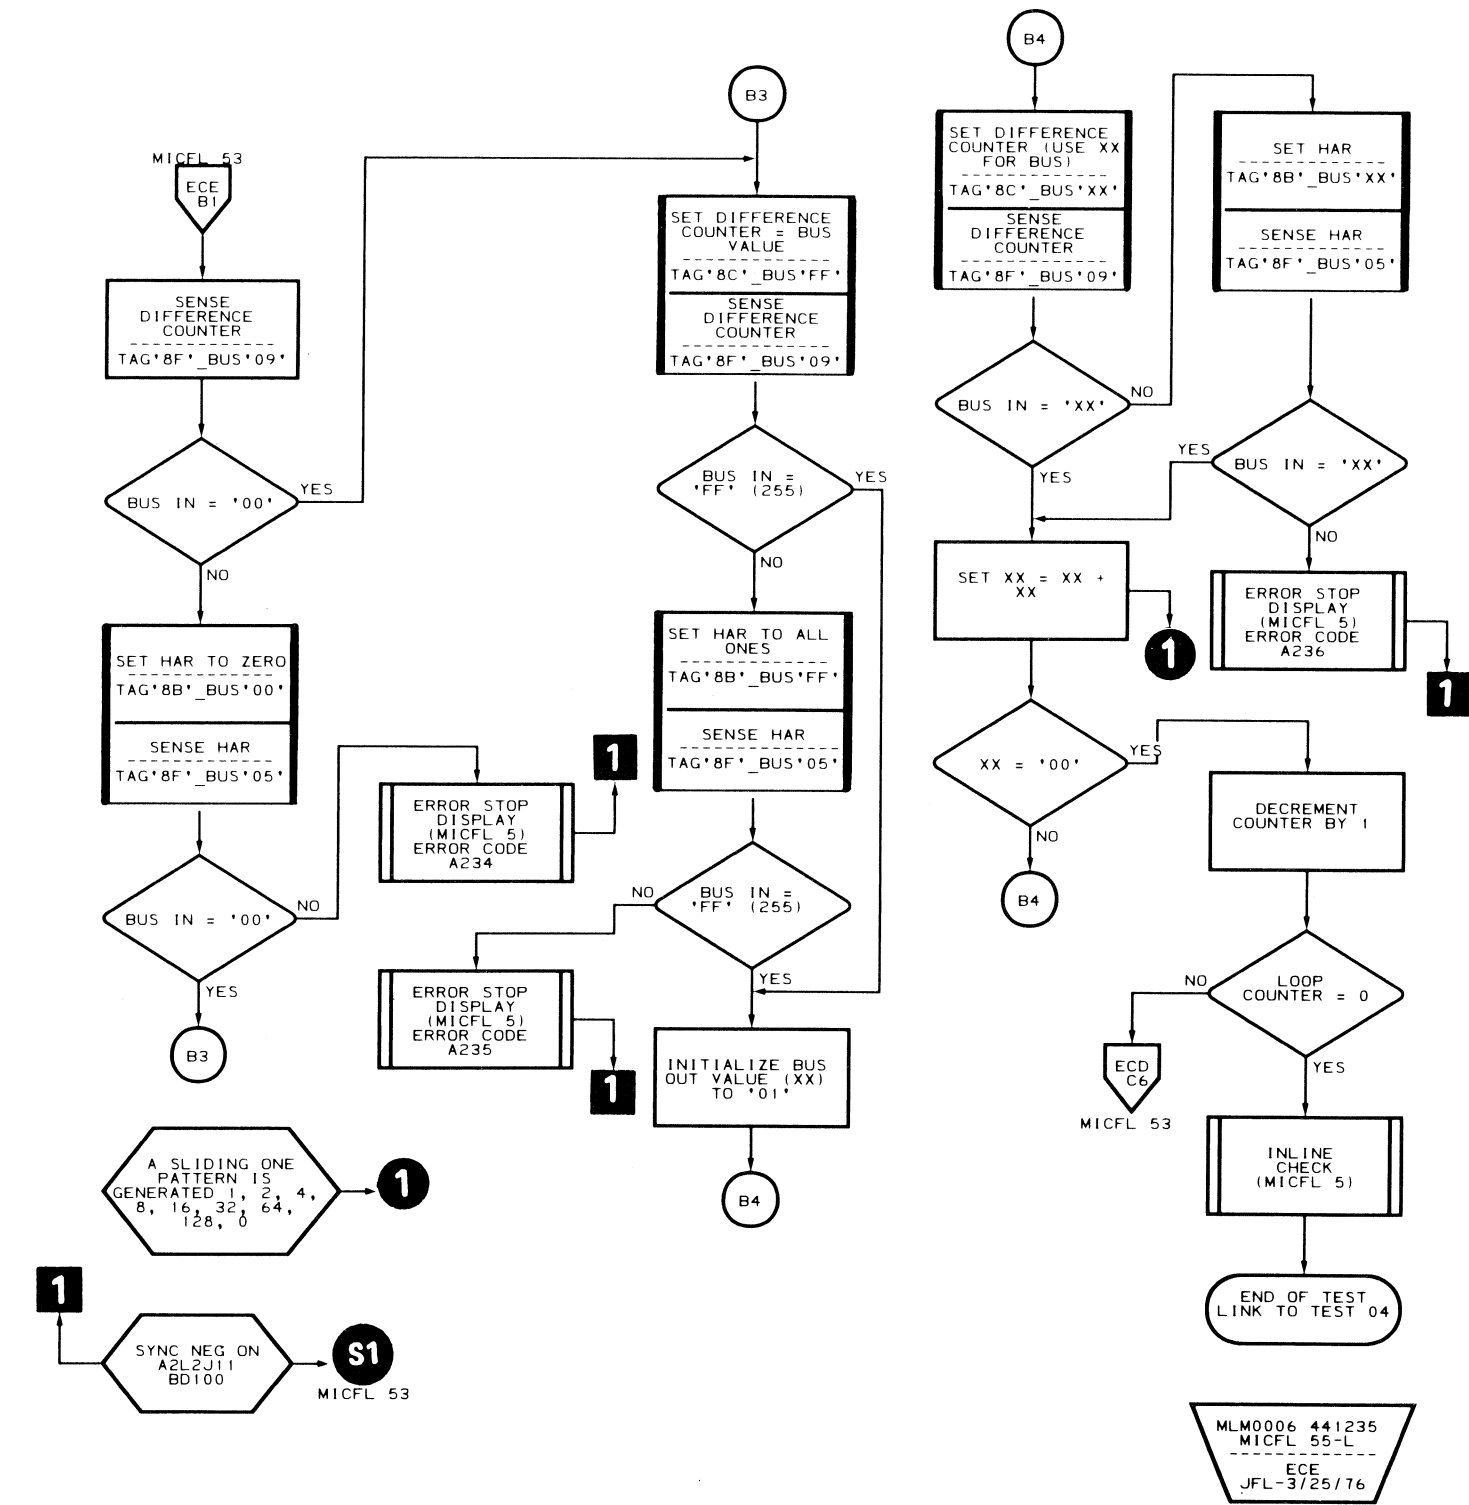 MICFL 53
ECE
B1
SENSE
DIFFERENCE
COUNTER
TAG'8F'_BUS'09'
BUS IN = '00'
YES
NO
SET HAR TO ZERO
TAG'8B'_BUS'00'
SENSE HAR
TAG'8F'_BUS'05'
BUS IN = '00'
NO
YES
B3
ERROR STOP
DISPLAY
(MICFL 5)
ERROR CODE
A234
1
B3
SET DIFFERENCE
COUNTER = BUS
VALUE
TAG'8C'_BUS'FF'
SENSE
DIFFERENCE
COUNTER
TAG'8F'_BUS'09'
BUS IN =
'FF' (255)
YES
NO
SET HAR TO ALL
ONES
TAG'8B'_BUS'FF'
SENSE HAR
TAG'8F'_BUS'05'
BUS IN =
'FF' (255)
NO
YES
ERROR STOP
DISPLAY
(MICFL 5)
ERROR CODE
A235
1
INITIALIZE BUS
OUT VALUE (XX)
TO '01'
B4
B4
SET DIFFERENCE
COUNTER (USE XX
FOR BUS)
TAG'8C'_BUS'XX'
SENSE
DIFFERENCE
COUNTER
TAG'8F'_BUS'09'
BUS IN = 'XX'
NO
YES
SET HAR
TAG'8B'_BUS'XX'
SENSE HAR
TAG'8F'_BUS'05'
BUS IN = 'XX'
YES
NO
ERROR STOP
DISPLAY
(MICFL 5)
ERROR CODE
A236
1
SET XX = XX +
XX
1
XX = '00'
YES
NO
B4
DECREMENT
COUNTER BY 1
LOOP
COUNTER = 0
NO
YES
ECD
C6
MICFL 53
INLINE
CHECK
(MICFL 5)
END OF TEST
LINK TO TEST 04
A SLIDING ONE
PATTERN IS
GENERATED 1, 2, 4,
8, 16, 32, 64,
128, 0
1
1
SYNC NEG ON
A2L2J11
BD100
S1
MICFL 53
MLM0006 441235
MICFL 55-L
ECE
JFL-3/25/76